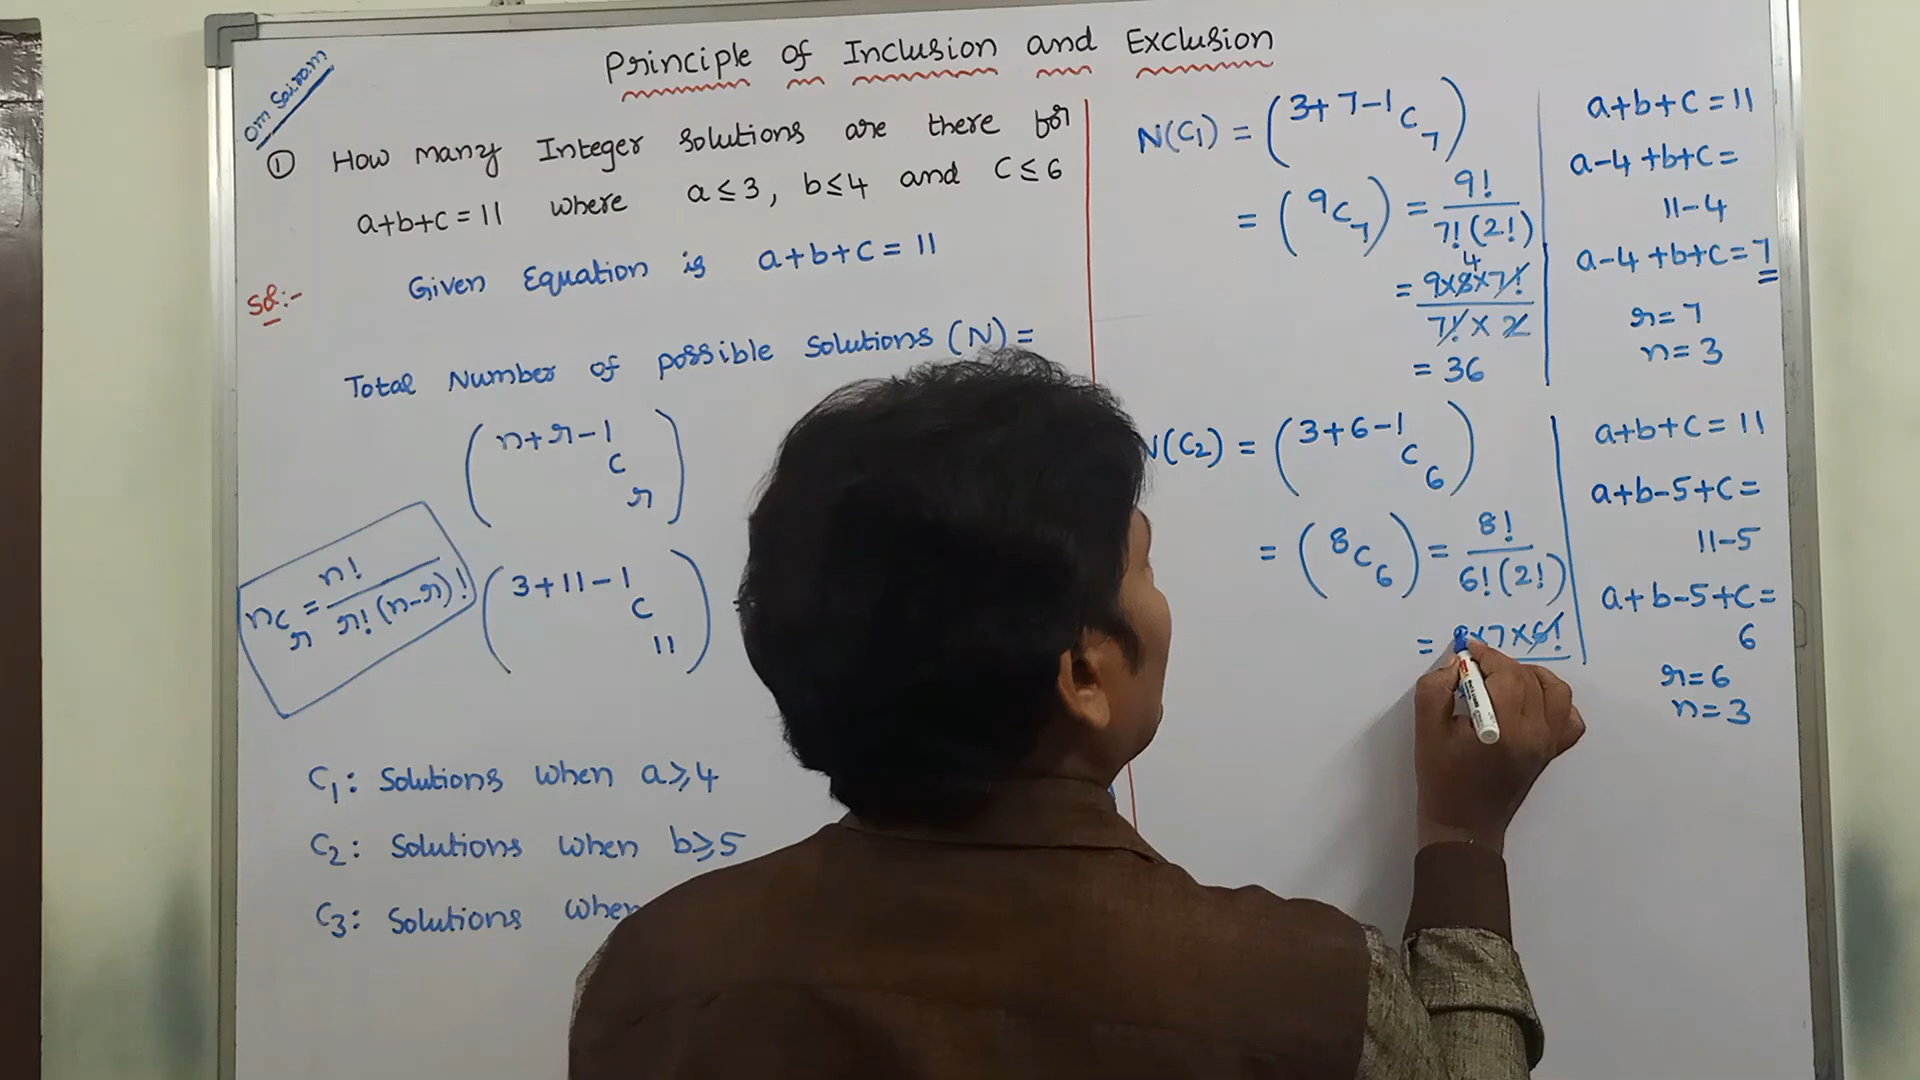 Principle of Inclusion and Exclusion
Om Sairam
① How many Integer solutions are there for
a+b+c = 11 where a ≤ 3, b ≤ 4 and c ≤ 6
Sol:- Given Equation is a+b+c = 11
Total Number of possible solutions (N) =
( n+r-1 C r )
( 3+11-1 C 11 )
nCr = n! / r!(n-r)!
C1: Solutions when a ≥ 4
C2: Solutions when b ≥ 5
C3: Solutions when
N(C1) = ( 3+7-1 C 7 )
= ( 9C7 ) = 9! / 7!(2!)
4
= 9×8×7! / 7! × 2
= 36
a+b+c = 11
a-4+b+c =
11-4
a-4+b+c = 7
r = 7
n = 3
N(C2) = ( 3+6-1 C 6 )
= ( 8C6 ) = 8! / 6!(2!)
= 8×7×6!
a+b+c = 11
a+b-5+c =
11-5
a+b-5+c =
6
r = 6
n = 3